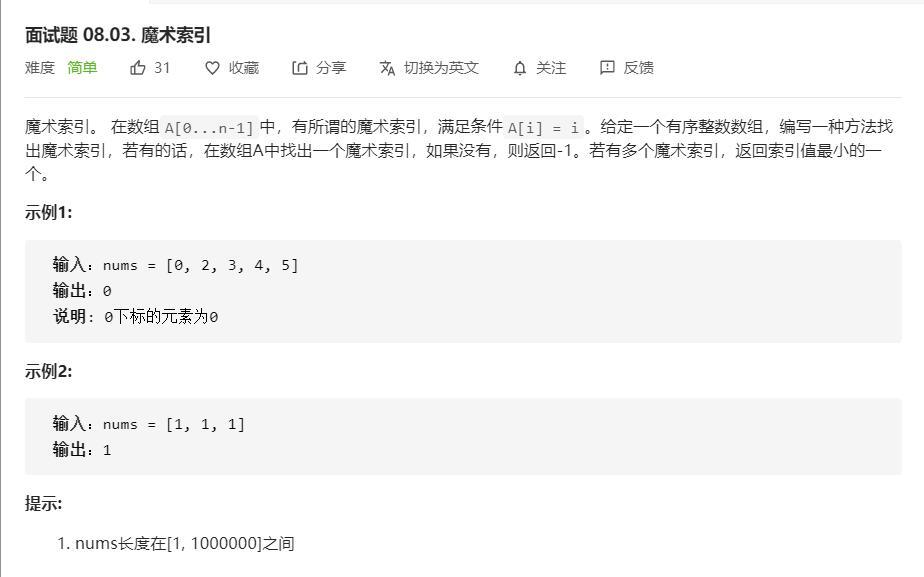 面试题 08.03. 魔术索引
难度 简单 31 收藏 分享 切换为英文 关注 反馈
魔术索引。 在数组A[0...n-1]中，有所谓的魔术索引，满足条件A[i] = i。给定一个有序整数数组，编写一种方法找
出魔术索引，若有的话，在数组A中找出一个魔术索引，如果没有，则返回-1。若有多个魔术索引，返回索引值最小的一
个。
示例1:
输入：nums = [0, 2, 3, 4, 5]
输出：0
说明: 0下标的元素为0
示例2:
输入：nums = [1, 1, 1]
输出：1
提示:
1. nums长度在[1, 1000000]之间